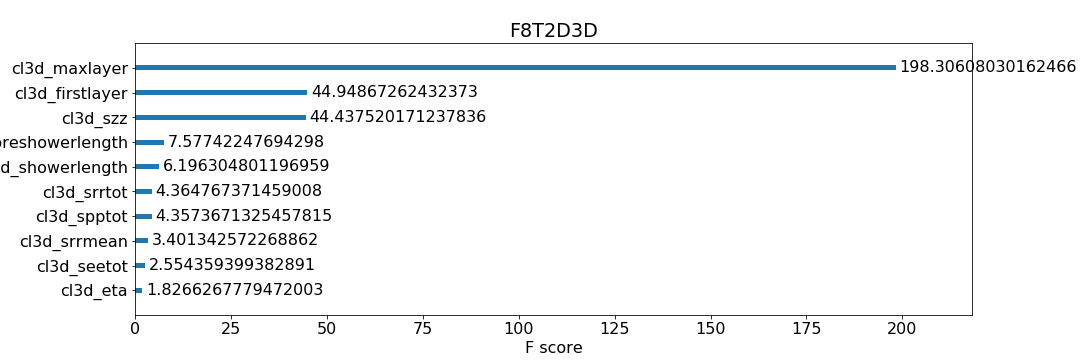 F8T2D3D
cl3d_maxlayer 198.30608030162466
cl3d_firstlayer 44.94867262432373
cl3d_szz 44.437520171237836
preshowerlength 7.57742247694298
d_showerlength 6.196304801196959
cl3d_srrtot 4.364767371459008
cl3d_spptot 4.3573671325457815
cl3d_srrmean 3.401342572268862
cl3d_seetot 2.554359399382891
cl3d_eta 1.8266267779472003
0 25 50 75 100 125 150 175 200
F score